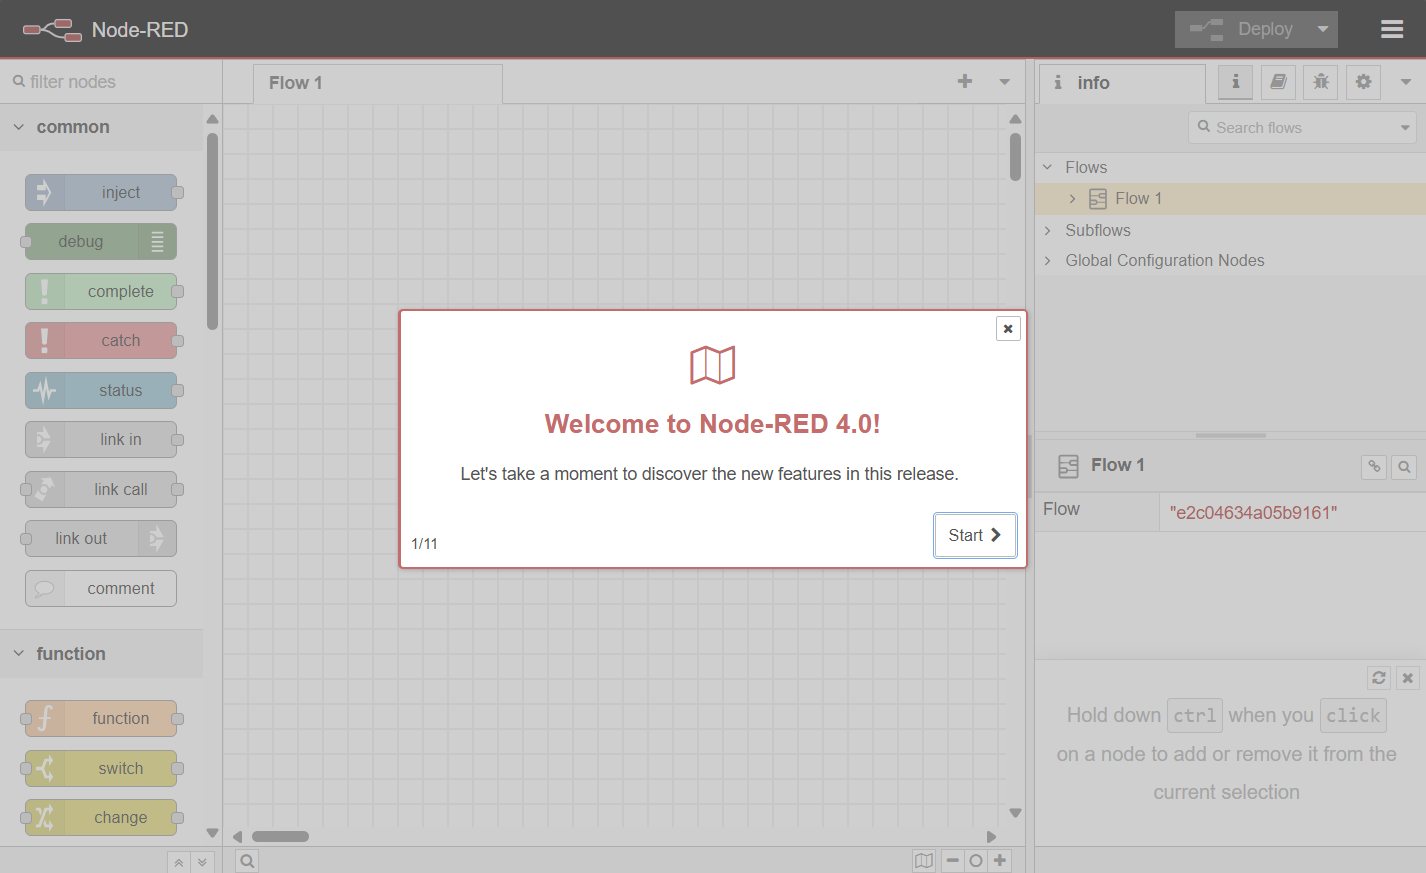 Node-RED
Deploy
filter nodes
Flow 1
info
common
Search flows
inject
debug
complete
catch
status
link in
link call
link out
comment
function
function
switch
change
Flows
Flow 1
Subflows
Global Configuration Nodes
Welcome to Node-RED 4.0!
Let's take a moment to discover the new features in this release.
1/11
Start
Flow 1
Flow
"e2c04634a05b9161"
Hold down ctrl when you click
on a node to add or remove it from the
current selection